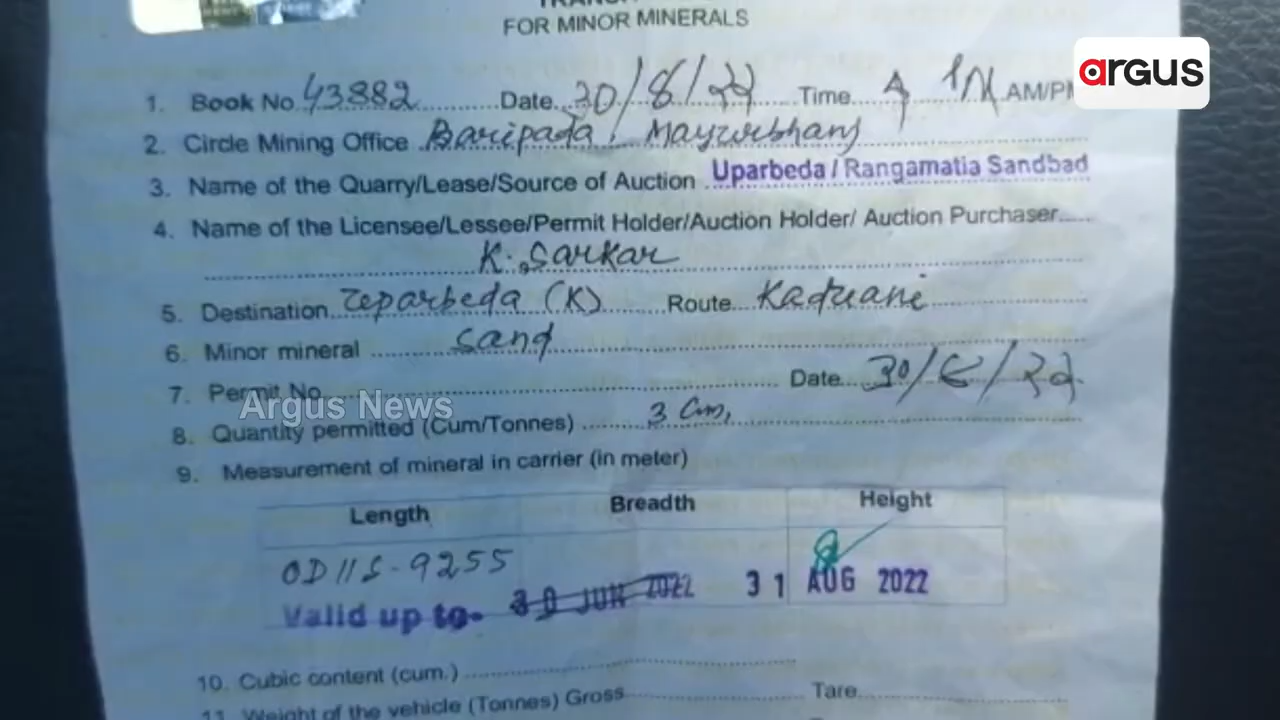 FOR MINOR MINERALS
argus
1. Book No. 43882 Date 30/8/22 Time AM/PM
2. Circle Mining Office Baripada, Mayurbhanj
3. Name of the Quarry/Lease/Source of Auction Uparbeda / Rangamatia Sandbad
4. Name of the Licensee/Lessee/Permit Holder/Auction Holder/ Auction Purchaser
K. Sarkar
5. Destination (K) Route Kaduani
6. Minor mineral Sand
7. Permit No. Date 30/8/22
Argus News
8. Quantity permitted (Cum/Tonnes) 3 Cum,
9. Measurement of mineral in carrier (in meter)
Length Breadth Height
OD11S-9255
Valid up to- 30 JUN 2022 31 AUG 2022
10. Cubic content (cum.)
11. Weight of the vehicle (Tonnes) Gross Tare